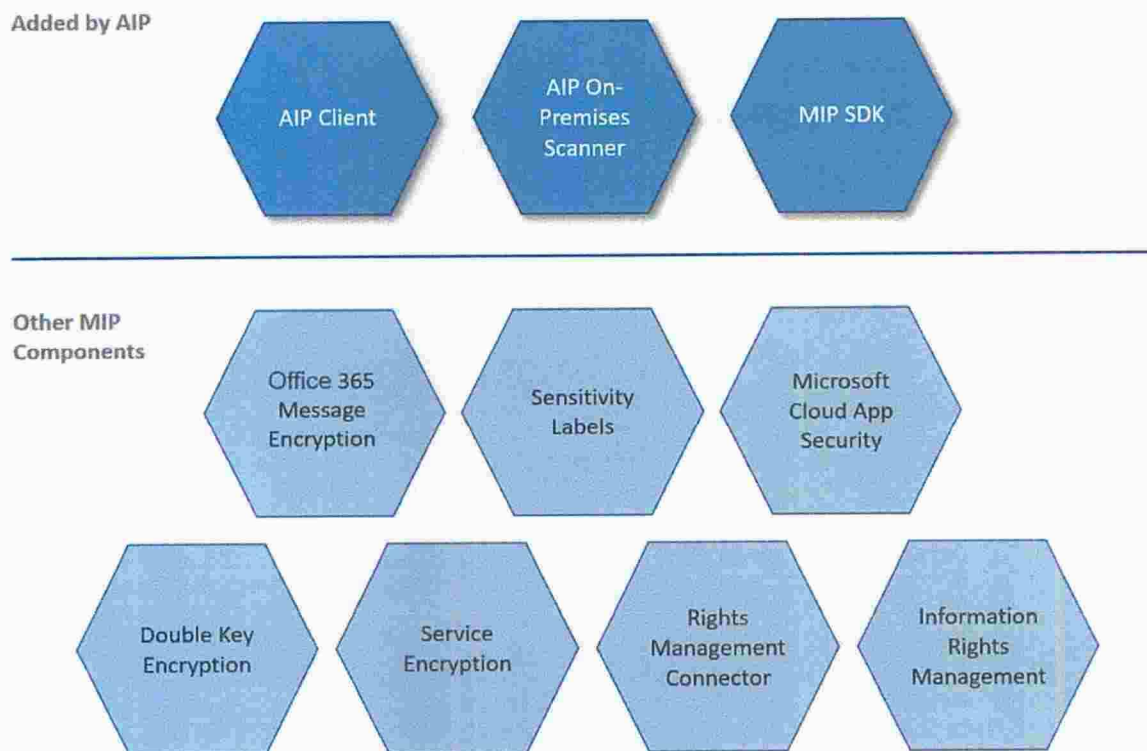 Added by AIP
AIP Client
AIP On-
Premises
Scanner
MIP SDK
Other MIP
Components
Office 365
Message
Encryption
Sensitivity
Labels
Microsoft
Cloud App
Security
Double Key
Encryption
Service
Encryption
Rights
Management
Connector
Information
Rights
Management